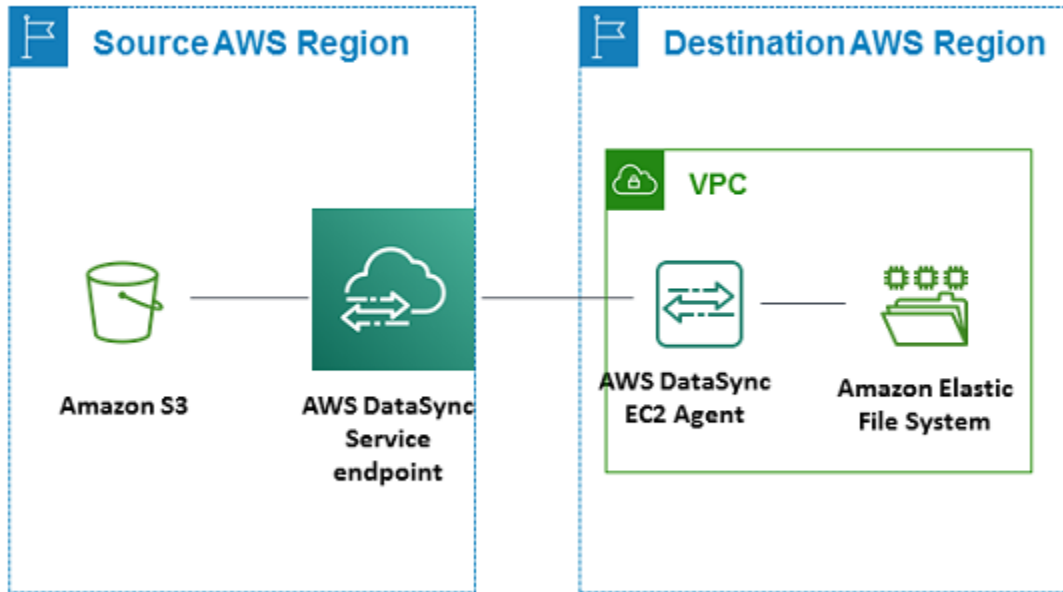 Source AWS Region
Destination AWS Region
VPC
Amazon S3
AWS DataSync
Service
endpoint
AWS DataSync
EC2 Agent
Amazon Elastic
File System